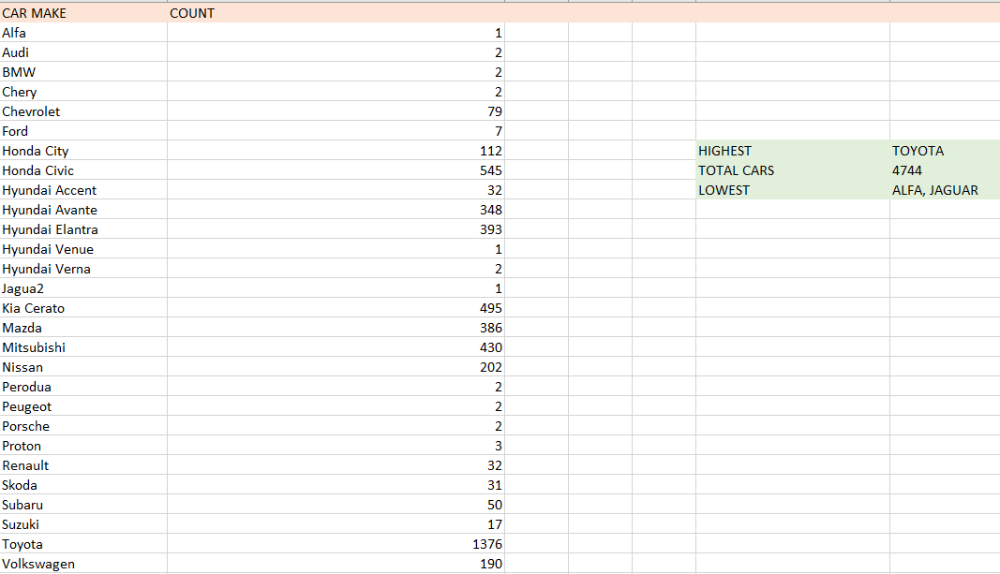 CAR MAKE COUNT
Alfa 1
Audi 2
BMW 2
Chery 2
Chevrolet 79
Ford 7
Honda City 112 HIGHEST TOYOTA
Honda Civic 545 TOTAL CARS 4744
Hyundai Accent 32 LOWEST ALFA, JAGUAR
Hyundai Avante 348
Hyundai Elantra 393
Hyundai Venue 1
Hyundai Verna 2
Jagua2 1
Kia Cerato 495
Mazda 386
Mitsubishi 430
Nissan 202
Perodua 2
Peugeot 2
Porsche 2
Proton 3
Renault 32
Skoda 31
Subaru 50
Suzuki 17
Toyota 1376
Volkswagen 190